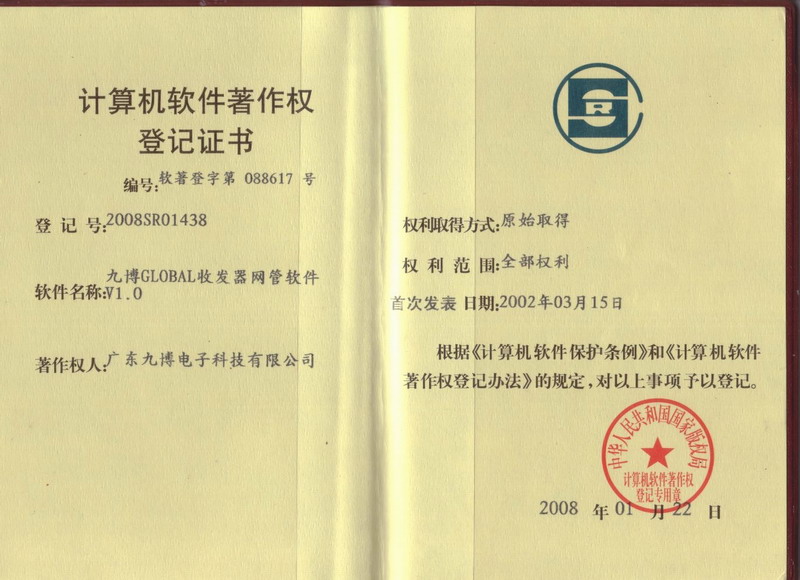 计算机软件著作权
登记证书
编号:软著登字第 088617 号
登 记 号:2008SR01438
软件名称:九博GLOBAL收发器网管软件
V1.0
著作权人:广东九博电子科技有限公司
SR
权利取得方式:原始取得
权 利 范 围:全部权利
首次发表 日期:2002年03月15日
根据《计算机软件保护条例》和《计算机软件
著作权登记办法》的规定,对以上事项予以登记。
中华人民共和国国家版权局
计算机软件著作权
登记专用章
2008 年 01 月 22 日